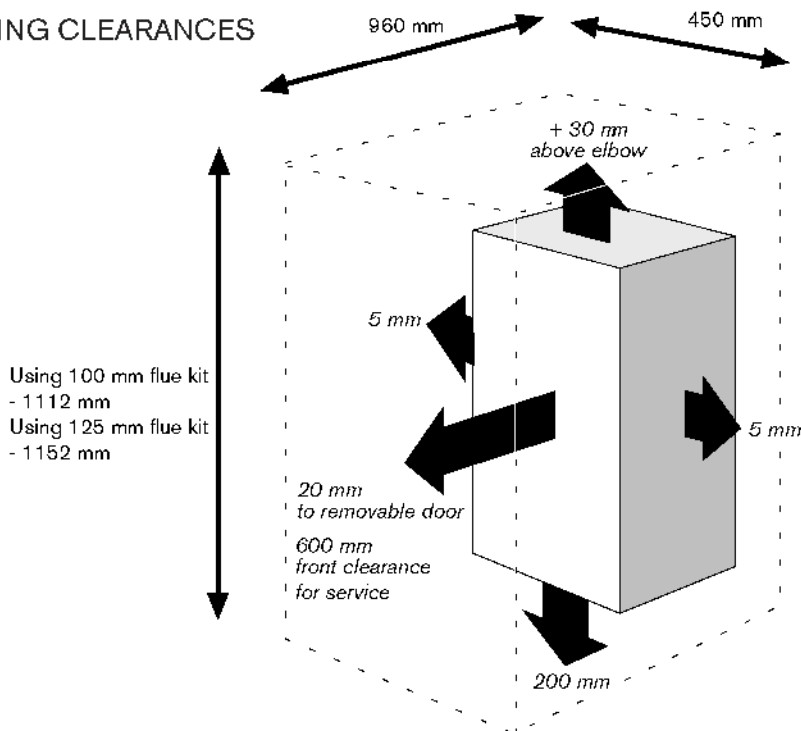 ING CLEARANCES
960 mm
450 mm
+ 30 mm
above elbow
5 mm
Using 100 mm flue kit
- 1112 mm
Using 125 mm flue kit
- 1152 mm
5 mm
20 mm
to removable door
600 mm
front clearance
for service
200 mm